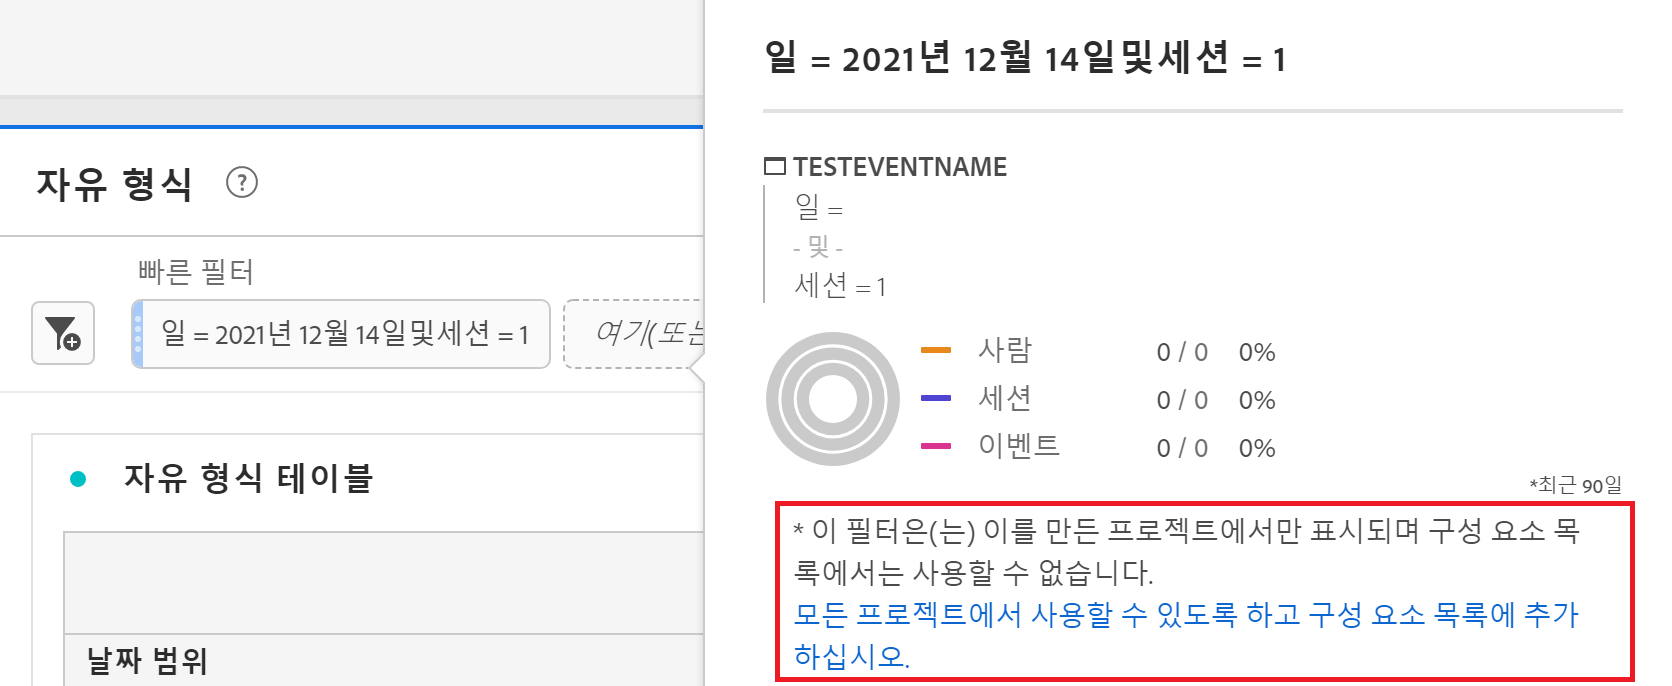 자유 형식 ?
빠른 필터
일 = 2021년 12월 14일및세션 = 1
여기(또는
자유 형식 테이블
날짜 범위
일 = 2021년 12월 14일및세션 = 1
TESTEVENTNAME
일 =
- 및 -
세션 = 1
사람 0 / 0 0%
세션 0 / 0 0%
이벤트 0 / 0 0%
*최근 90일
* 이 필터은(는) 이를 만든 프로젝트에서만 표시되며 구성 요소 목
록에서는 사용할 수 없습니다.
모든 프로젝트에서 사용할 수 있도록 하고 구성 요소 목록에 추가
하십시오.